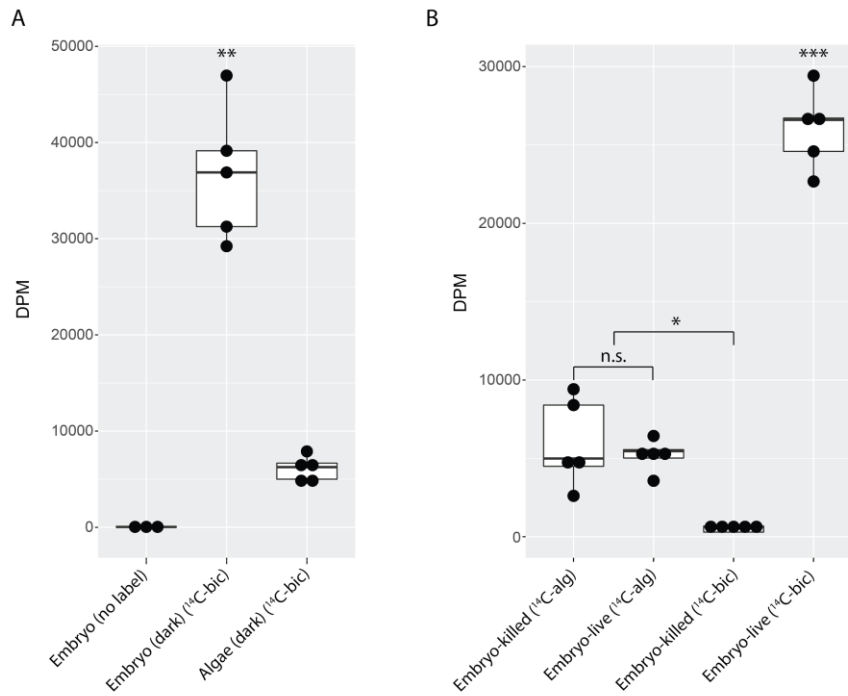 A
50000
40000
30000
20000
10000
0
DPM
**
Embryo (no label)
Embryo (dark) (¹⁴C-bic)
Algae (dark) (¹⁴C-bic)
B
30000
20000
10000
0
DPM
***
*
n.s.
Embryo-killed (¹⁴C-alg)
Embryo-live (¹⁴C-alg)
Embryo-killed (¹⁴C-bic)
Embryo-live (¹⁴C-bic)